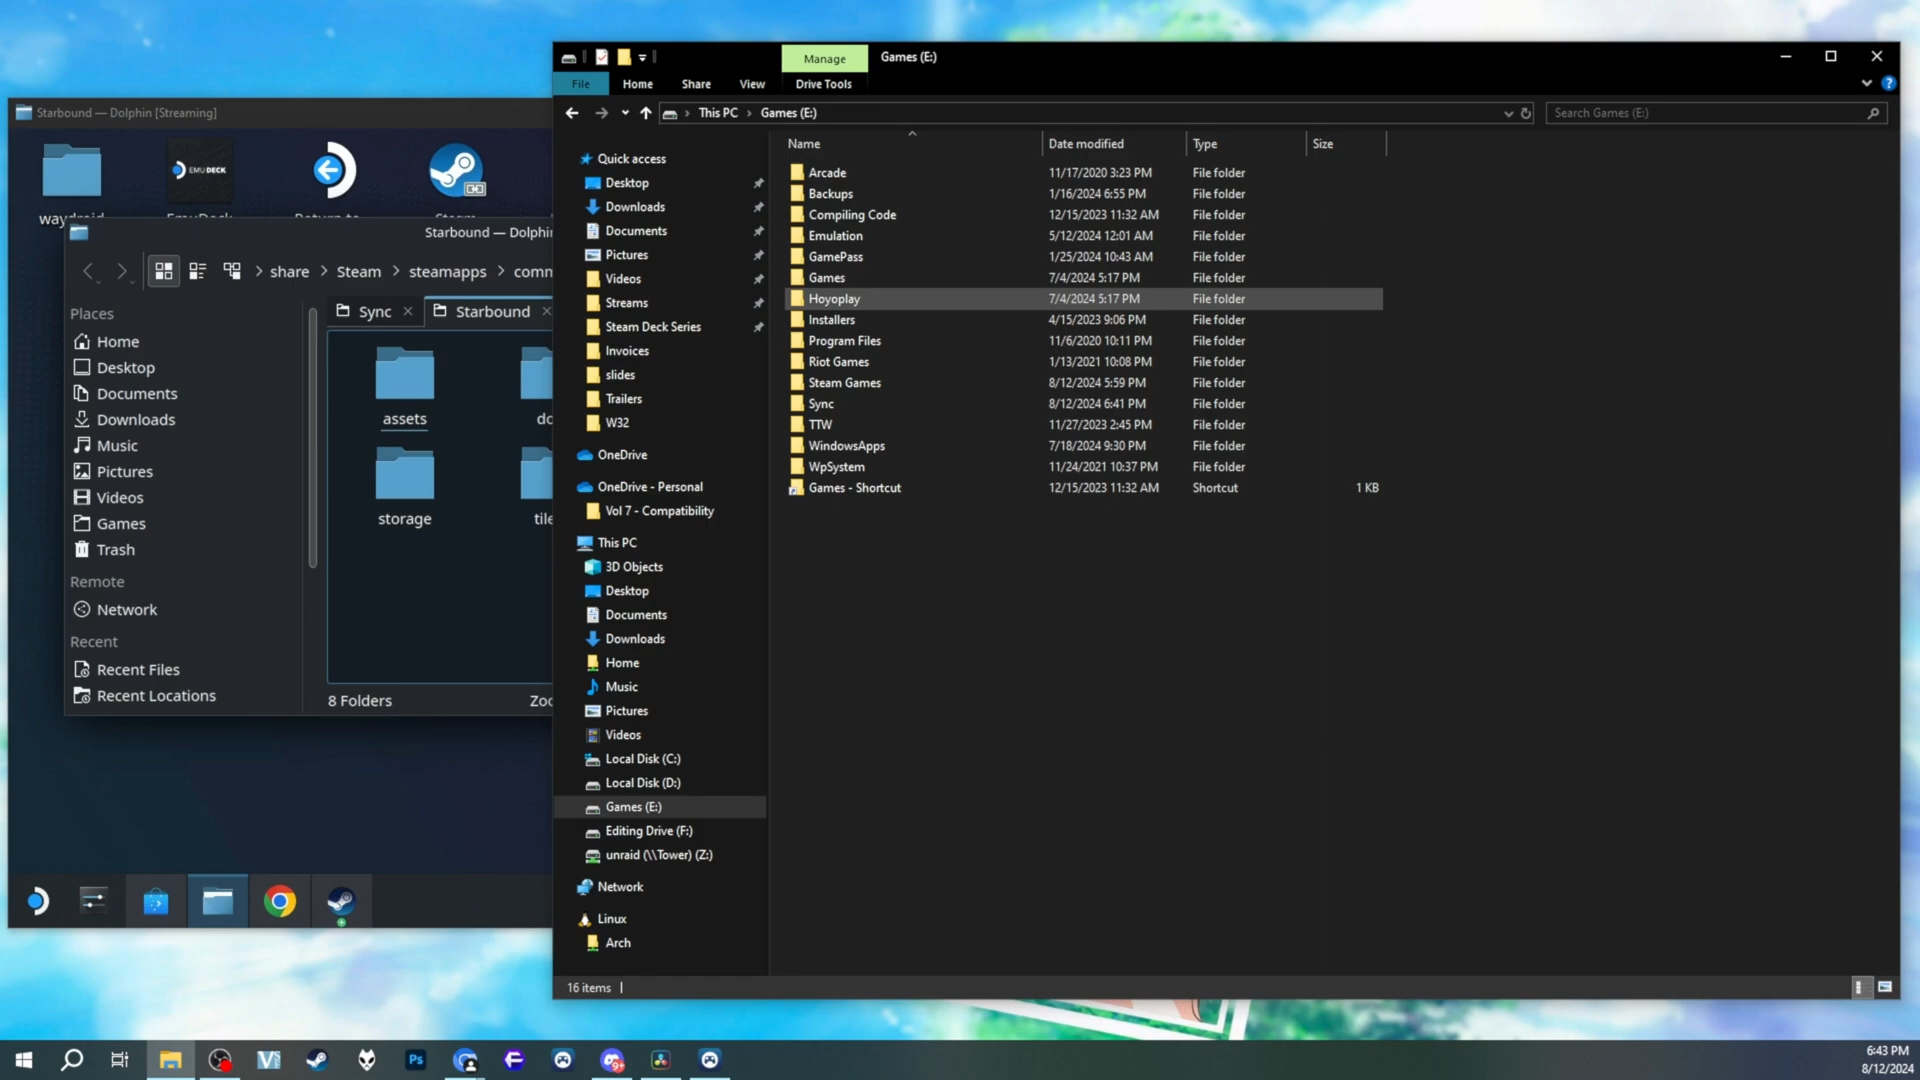 Starbound — Dolphin [Streaming]
EMUDECK
Steam
Starbound — Dolphin
share
Steam
steamapps
Places
Home
Desktop
Documents
Downloads
Music
Pictures
Videos
Games
Trash
Remote
Network
Recent
Recent Files
Recent Locations
Sync
Starbound
assets
storage
8 Folders
Manage
Games (E:)
File
Home
Share
View
Drive Tools
This PC
Games (E:)
Search Games (E:)
Quick access
Desktop
Downloads
Documents
Pictures
Videos
Streams
Steam Deck Series
Invoices
slides
Trailers
W32
OneDrive
OneDrive - Personal
Vol 7 - Compatibility
This PC
3D Objects
Desktop
Documents
Downloads
Home
Music
Pictures
Videos
Local Disk (C:)
Local Disk (D:)
Games (E:)
Editing Drive (F:)
unraid (\\Tower) (Z:)
Network
Linux
Arch
Name Date modified Type Size
Arcade 11/17/2020 3:23 PM File folder
Backups 1/16/2024 6:55 PM File folder
Compiling Code 12/15/2023 11:32 AM File folder
Emulation 5/12/2024 12:01 AM File folder
GamePass 1/25/2024 10:43 AM File folder
Games 7/4/2024 5:17 PM File folder
Hoyoplay 7/4/2024 5:17 PM File folder
Installers 4/15/2023 9:06 PM File folder
Program Files 11/6/2020 10:11 PM File folder
Riot Games 1/13/2021 10:08 PM File folder
Steam Games 8/12/2024 5:59 PM File folder
Sync 8/12/2024 6:41 PM File folder
TTW 11/27/2023 2:45 PM File folder
WindowsApps 7/18/2024 9:30 PM File folder
WpSystem 11/24/2021 10:37 PM File folder
Games - Shortcut 12/15/2023 11:32 AM Shortcut 1 KB
16 items
Ps
9+
6:43 PM
8/12/2024